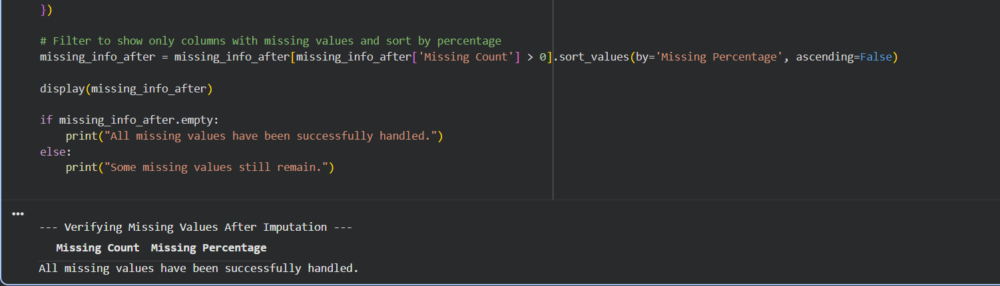 })
# Filter to show only columns with missing values and sort by percentage
missing_info_after = missing_info_after[missing_info_after['Missing Count'] > 0].sort_values(by='Missing Percentage', ascending=False)
display(missing_info_after)
if missing_info_after.empty:
    print("All missing values have been successfully handled.")
else:
    print("Some missing values still remain.")
--- Verifying Missing Values After Imputation ---
Missing Count Missing Percentage
All missing values have been successfully handled.